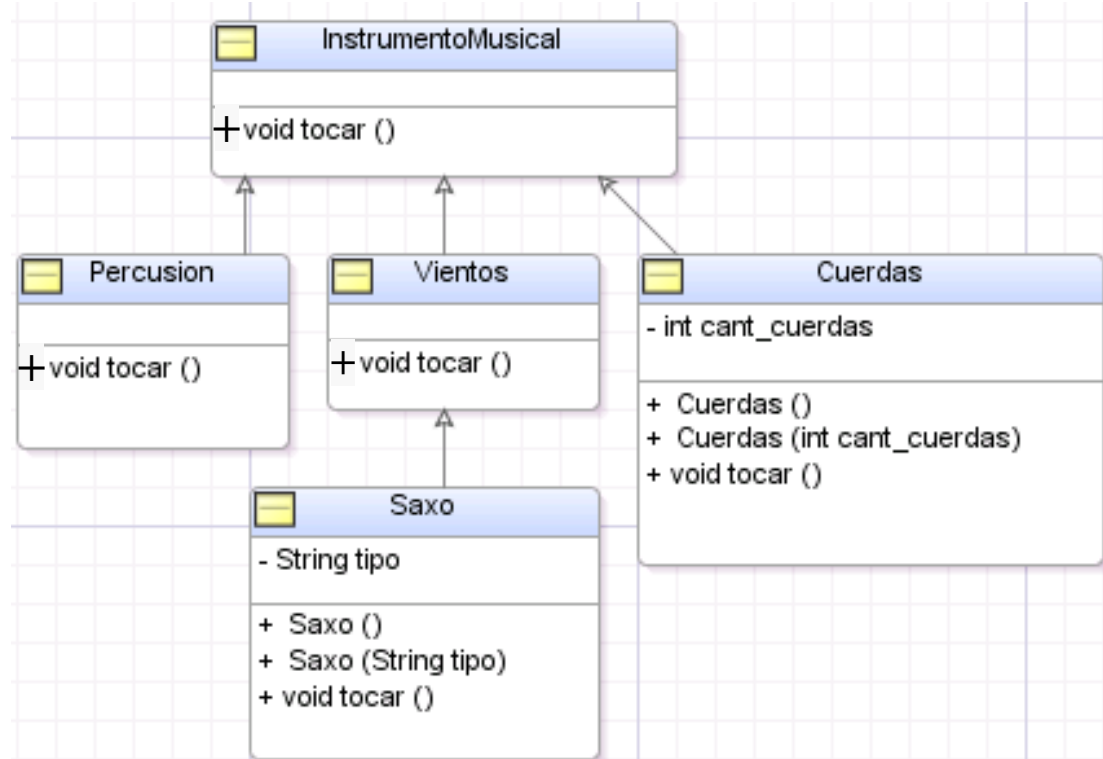 InstrumentoMusical
+ void tocar ()
Percusion
+ void tocar ()
Vientos
+ void tocar ()
Cuerdas
- int cant_cuerdas
+ Cuerdas ()
+ Cuerdas (int cant_cuerdas)
+ void tocar ()
Saxo
- String tipo
+ Saxo ()
+ Saxo (String tipo)
+ void tocar ()